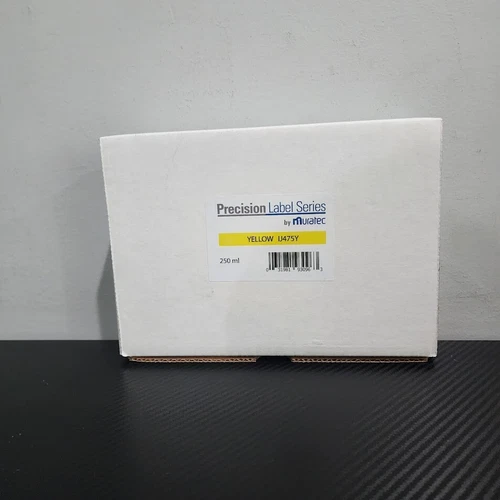 Precision Label Series
by muratec
YELLOW IJ475Y
250 ml